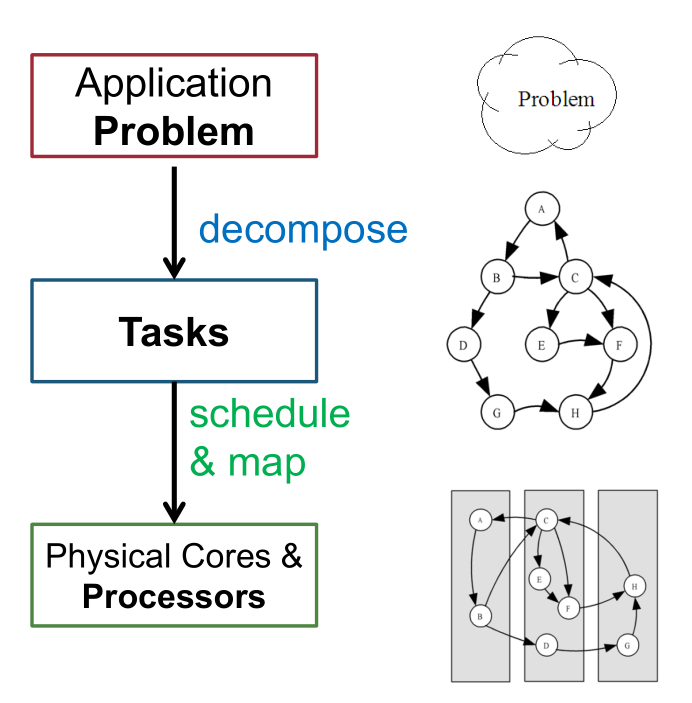 Application
Problem
decompose
Tasks
schedule
& map
Physical Cores &
Processors
Problem
A
B
C
D
E
F
G
H
A
C
E
H
F
B
D
G